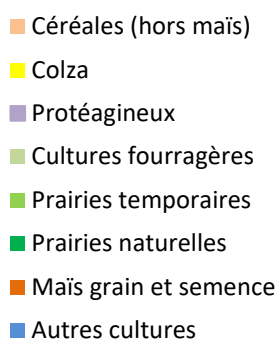 Céréales (hors maïs)
Colza
Protéagineux
Cultures fourragères
Prairies temporaires
Prairies naturelles
Maïs grain et semence
Autres cultures